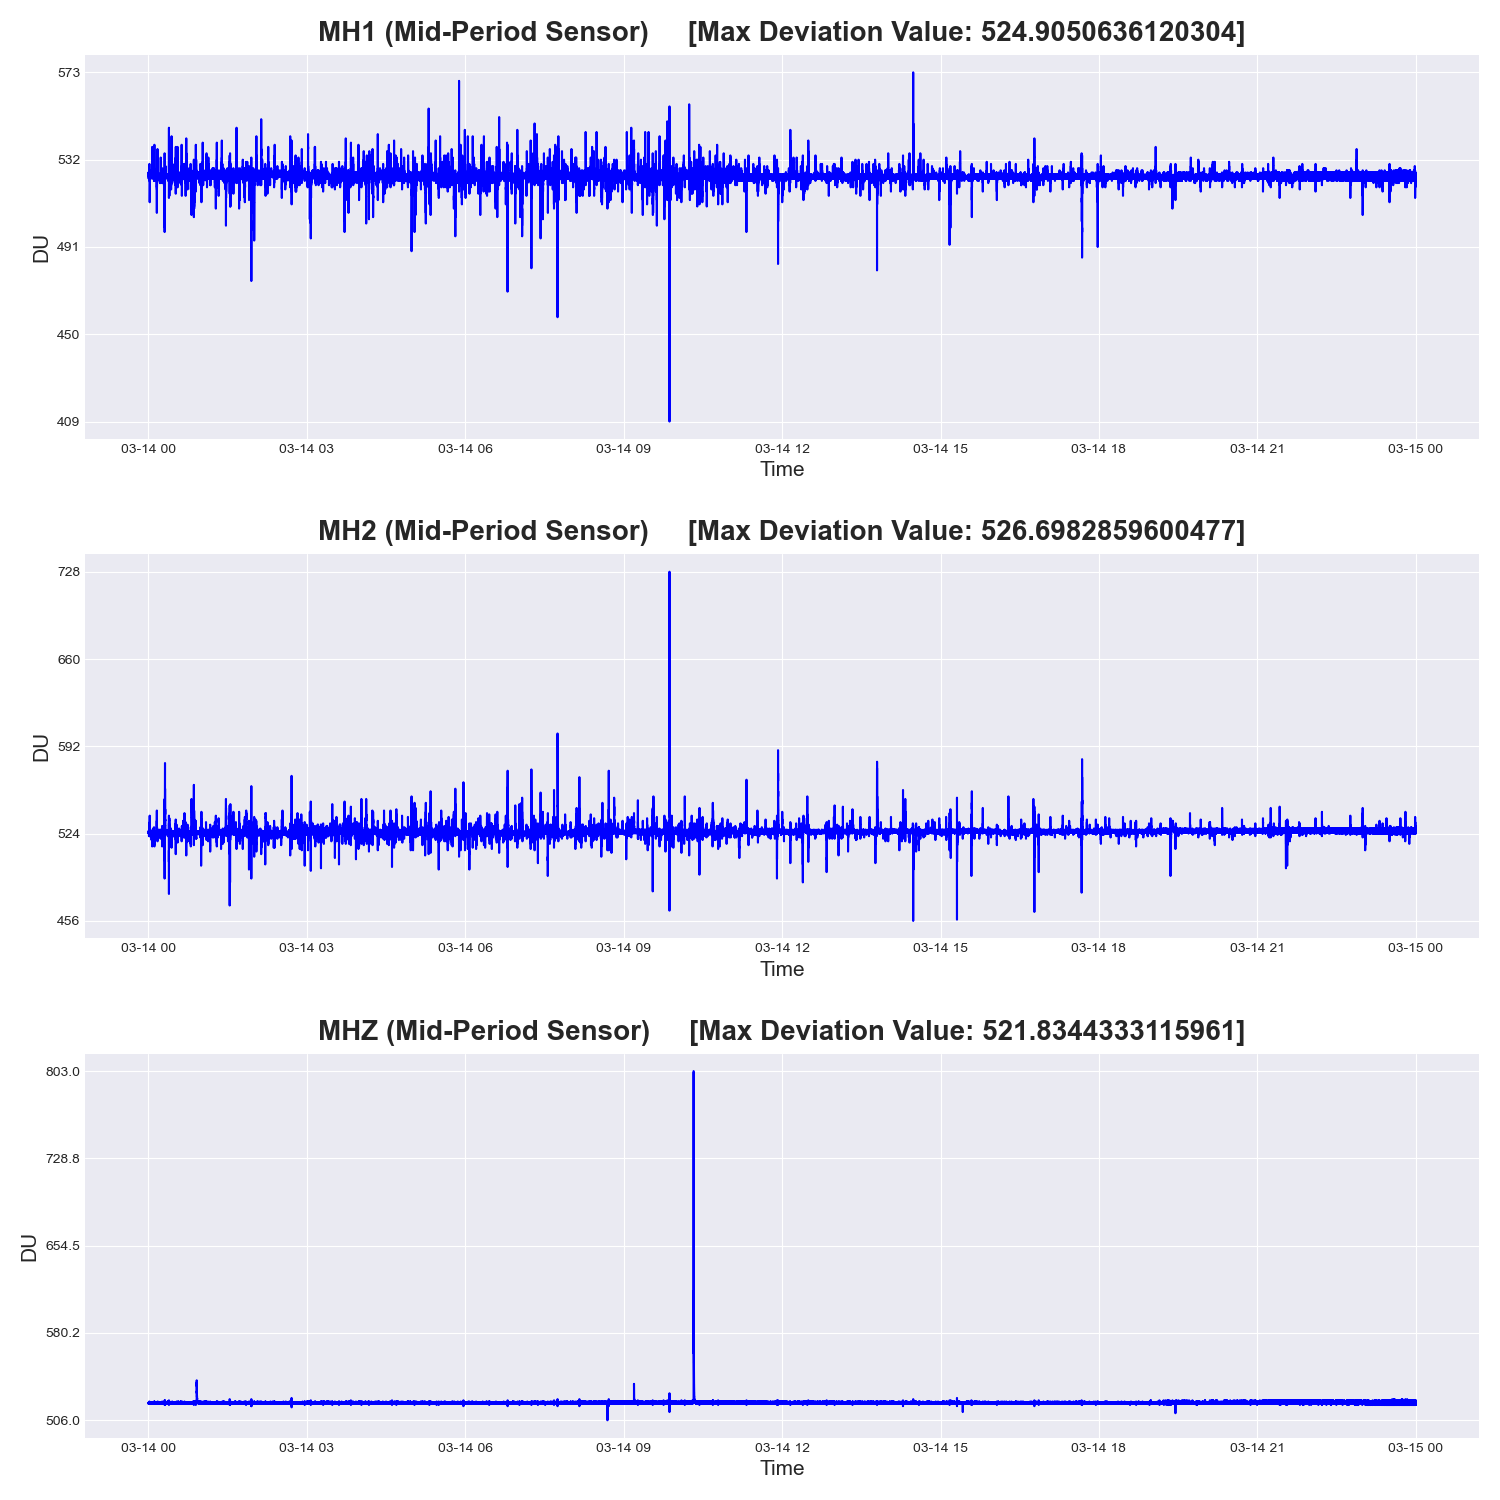 MH1 (Mid-Period Sensor) [Max Deviation Value: 524.9050636120304]
573
532
491
450
409
DU
03-14 00 03-14 03 03-14 06 03-14 09 03-14 12 03-14 15 03-14 18 03-14 21 03-15 00
Time
MH2 (Mid-Period Sensor) [Max Deviation Value: 526.6982859600477]
728
660
592
524
456
DU
03-14 00 03-14 03 03-14 06 03-14 09 03-14 12 03-14 15 03-14 18 03-14 21 03-15 00
Time
MHZ (Mid-Period Sensor) [Max Deviation Value: 521.8344333115961]
803.0
728.8
654.5
580.2
506.0
DU
03-14 00 03-14 03 03-14 06 03-14 09 03-14 12 03-14 15 03-14 18 03-14 21 03-15 00
Time